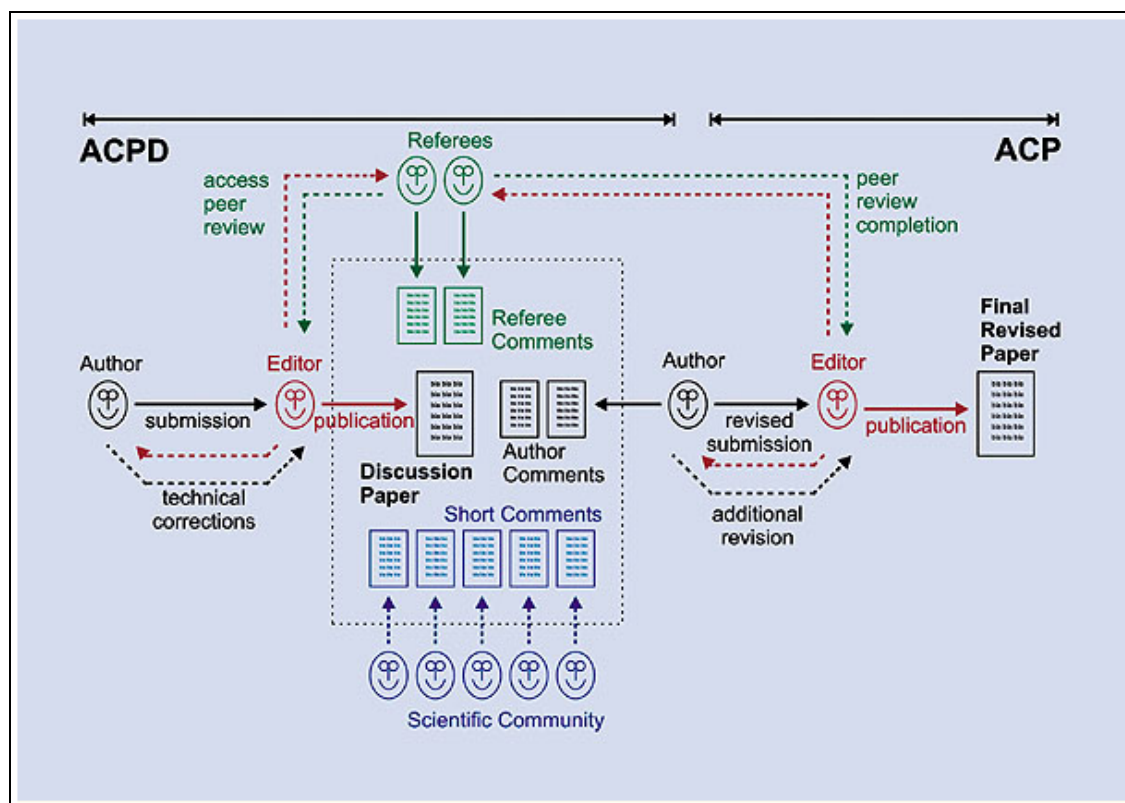 ACPD
ACP
Referees
access
peer
review
peer
review
completion
Referee
Comments
Final
Revised
Paper
Author
Editor
Author
Editor
submission
publication
revised
submission
publication
Author
Comments
Discussion
Paper
technical
corrections
additional
revision
Short Comments
Scientific Community